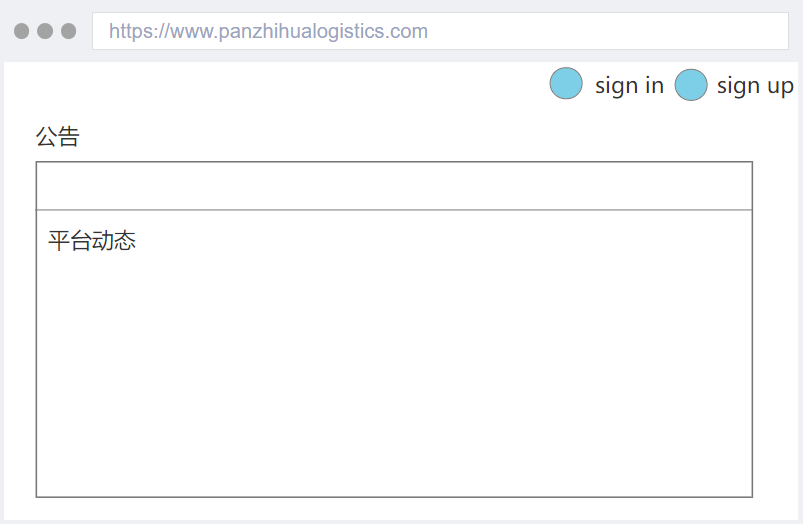 https://www.panzhihualogistics.com
sign in sign up
公告
平台动态